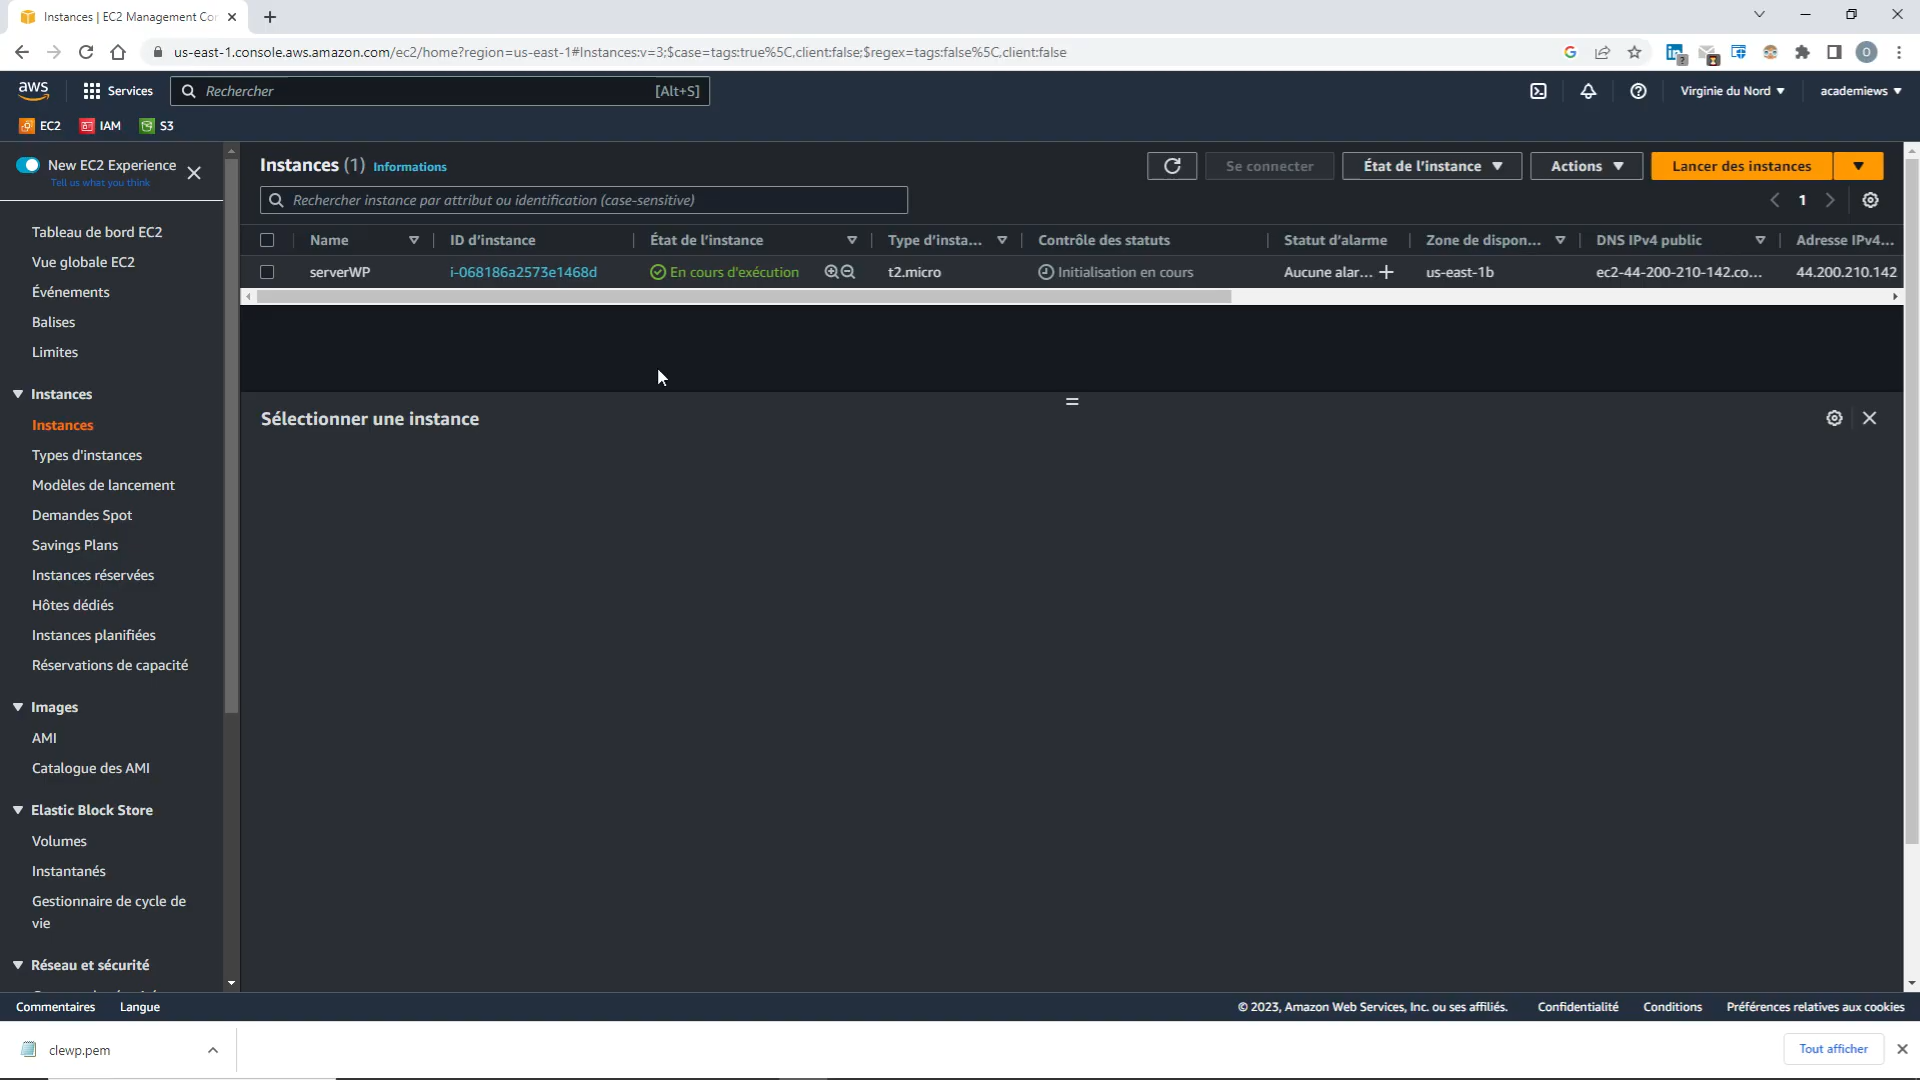 Instances | EC2 Management Con
us-east-1.console.aws.amazon.com/ec2/home?region=us-east-1#Instances:v=3;$case=tags:true%5C,client:false;$regex=tags:false%5C,client:false
aws
Services
Rechercher
[Alt+S]
Virginie du Nord
academiews
EC2
IAM
S3
New EC2 Experience
Tell us what you think
Tableau de bord EC2
Vue globale EC2
Événements
Balises
Limites
Instances
Instances
Types d'instances
Modèles de lancement
Demandes Spot
Savings Plans
Instances réservées
Hôtes dédiés
Instances planifiées
Réservations de capacité
Images
AMI
Catalogue des AMI
Elastic Block Store
Volumes
Instantanés
Gestionnaire de cycle de
vie
Réseau et sécurité
Instances (1) Informations
Se connecter
État de l'instance
Actions
Lancer des instances
Rechercher instance par attribut ou identification (case-sensitive)
1
Name
ID d'instance
État de l'instance
Type d'insta...
Contrôle des statuts
Statut d'alarme
Zone de dispon...
DNS IPv4 public
Adresse IPv4...
serverWP
i-068186a2573e1468d
En cours d'exécution
t2.micro
Initialisation en cours
Aucune alar...
us-east-1b
ec2-44-200-210-142.co...
44.200.210.142
Sélectionner une instance
Commentaires
Langue
© 2023, Amazon Web Services, Inc. ou ses affiliés.
Confidentialité
Conditions
Préférences relatives aux cookies
clewp.pem
Tout afficher